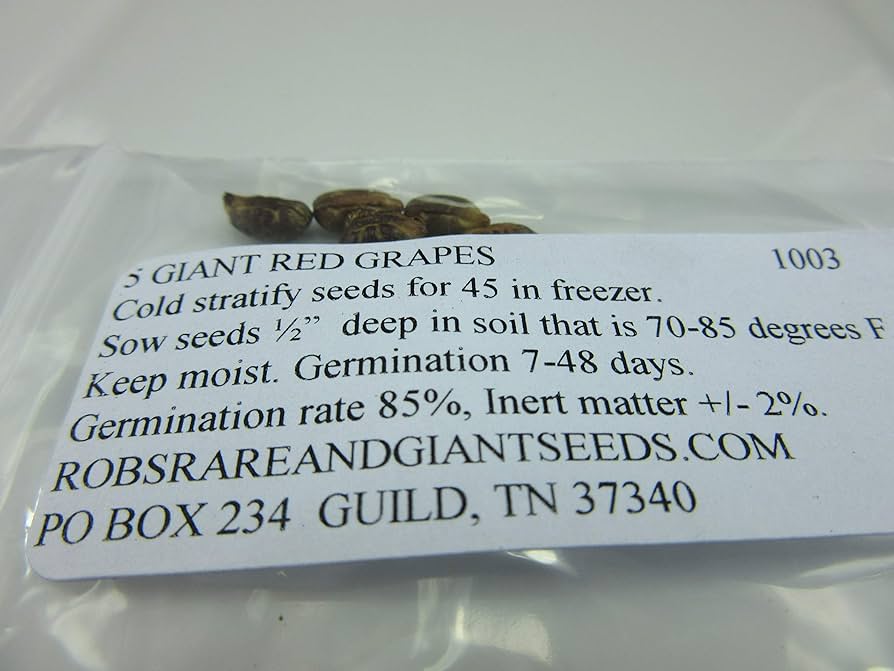 5 GIANT RED GRAPES 1003
Cold stratify seeds for 45 in freezer.
Sow seeds ½” deep in soil that is 70-85 degrees F
Keep moist. Germination 7-48 days.
Germination rate 85%, Inert matter +/- 2%.
ROBSRAREANDGIANTSEEDS.COM
PO BOX 234 GUILD, TN 37340